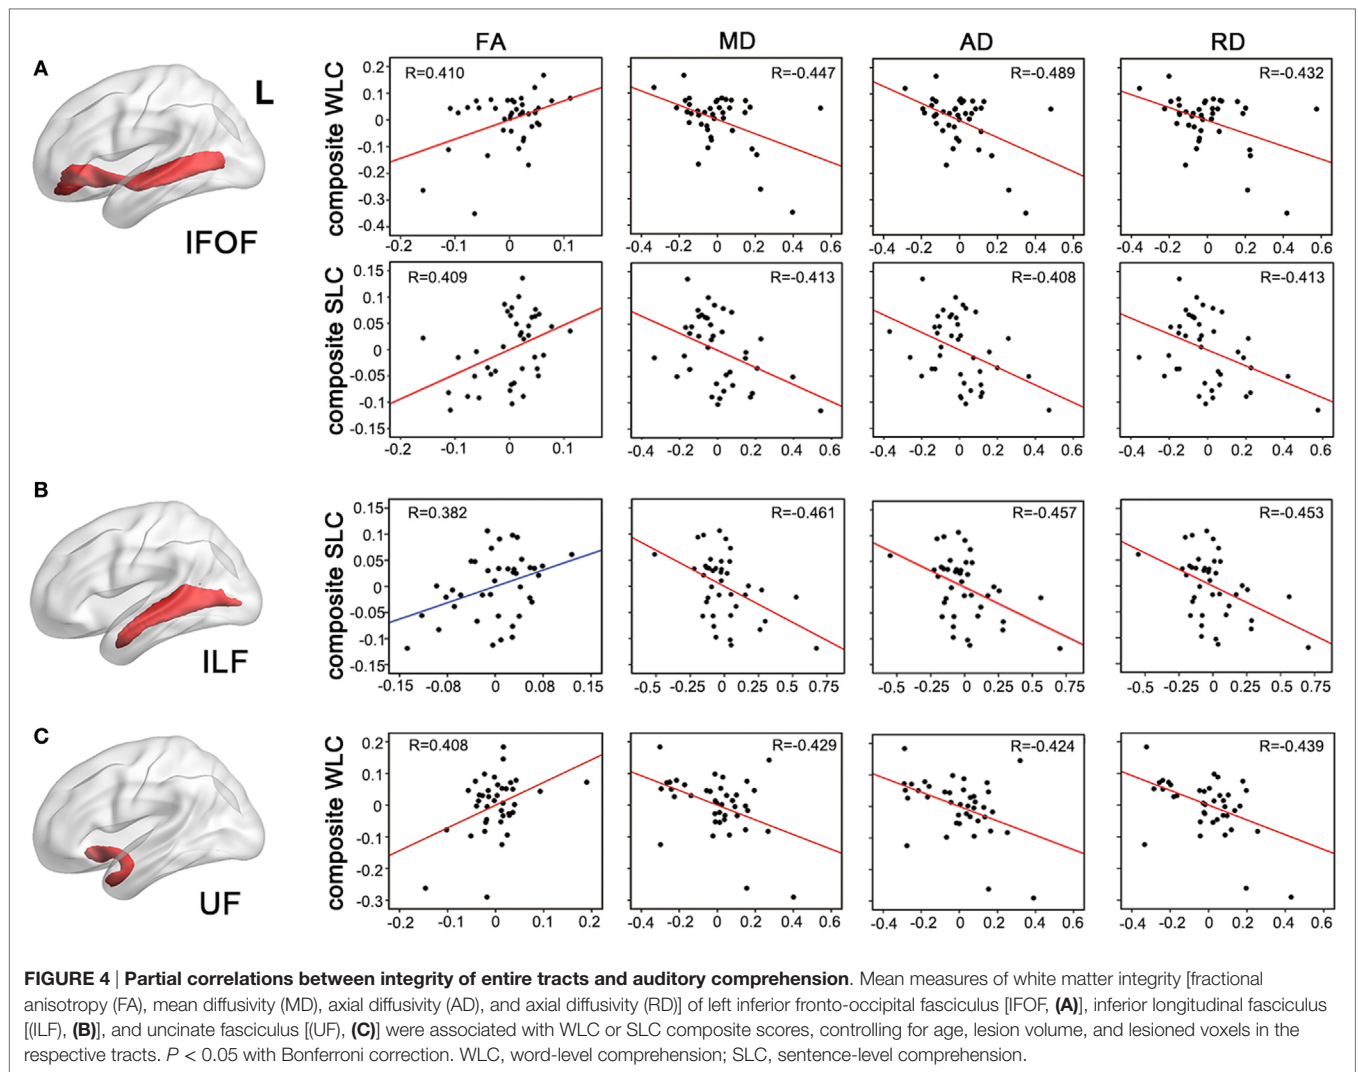 FA MD AD RD
A
L
IFOF
composite WLC
0.2
0.1
0
-0.1
-0.2
-0.3
-0.4
R=0.410 R=-0.447 R=-0.489 R=-0.432
-0.2 -0.1 0 0.1 -0.4 -0.2 0 0.2 0.4 0.6 -0.4 -0.2 0 0.2 0.4 0.6 -0.4 -0.2 0 0.2 0.4 0.6
composite SLC
0.15
0.1
0.05
0
-0.05
-0.1
-0.15
R=0.409 R=-0.413 R=-0.408 R=-0.413
-0.2 -0.1 0 0.1 -0.4 -0.2 0 0.2 0.4 0.6 -0.4 -0.2 0 0.2 0.4 0.6 -0.4 -0.2 0 0.2 0.4 0.6
B
ILF
composite SLC
0.15
0.1
0.05
0
-0.05
-0.1
-0.15
R=0.382 R=-0.461 R=-0.457 R=-0.453
-0.15 -0.08 0 0.08 0.15 -0.5 -0.25 0 0.25 0.5 0.75 -0.5 -0.25 0 0.25 0.5 0.75 -0.5 -0.25 0 0.25 0.5 0.75
C
UF
composite WLC
0.2
0.1
0
-0.1
-0.2
-0.3
R=0.408 R=-0.429 R=-0.424 R=-0.439
-0.2 -0.1 0 0.1 0.2 -0.4 -0.2 0 0.2 0.4 0.6 -0.4 -0.2 0 0.2 0.4 0.6 -0.4 -0.2 0 0.2 0.4 0.6
FIGURE 4 | Partial correlations between integrity of entire tracts and auditory comprehension. Mean measures of white matter integrity [fractional
anisotropy (FA), mean diffusivity (MD), axial diffusivity (AD), and axial diffusivity (RD)] of left inferior fronto-occipital fasciculus [IFOF, (A)], inferior longitudinal fasciculus
[(ILF), (B)], and uncinate fasciculus [(UF), (C)] were associated with WLC or SLC composite scores, controlling for age, lesion volume, and lesioned voxels in the
respective tracts. P < 0.05 with Bonferroni correction. WLC, word-level comprehension; SLC, sentence-level comprehension.